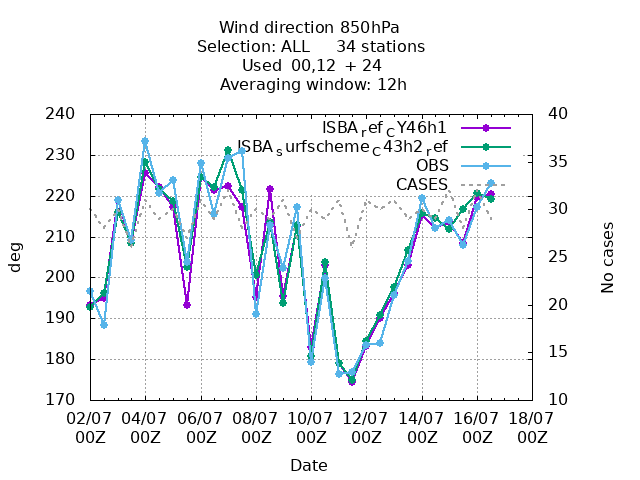 Wind direction 850hPa
Selection: ALL 34 stations
Used 00,12 + 24
Averaging window: 12h
ISBA_ref_CY46h1
ISBA_surfscheme_C43h2_ref
OBS
CASES
deg
240
230
220
210
200
190
180
170
No cases
40
35
30
25
20
15
10
02/07 04/07 06/07 08/07 10/07 12/07 14/07 16/07 18/07
00Z 00Z 00Z 00Z 00Z 00Z 00Z 00Z 00Z
Date